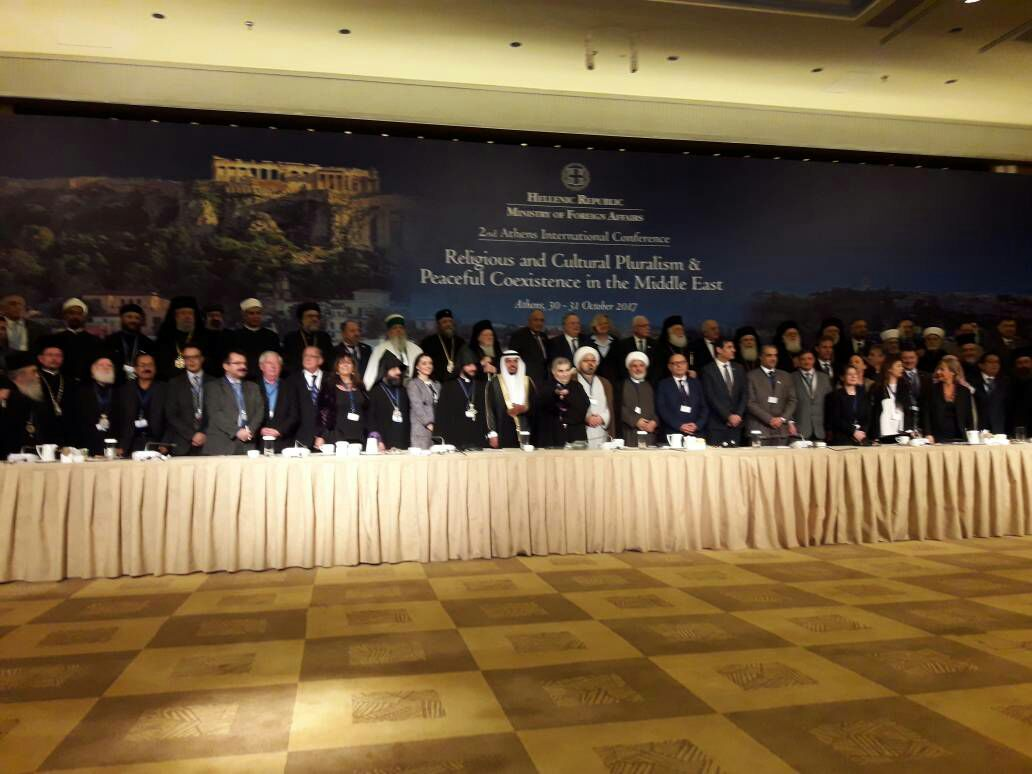 HELLENIC REPUBLIC
MINISTRY OF FOREIGN AFFAIRS
2nd Athens International Conference
Religious and Cultural Pluralism &
Peaceful Coexistence in the Middle East
Athens, 30 - 31 October 2017